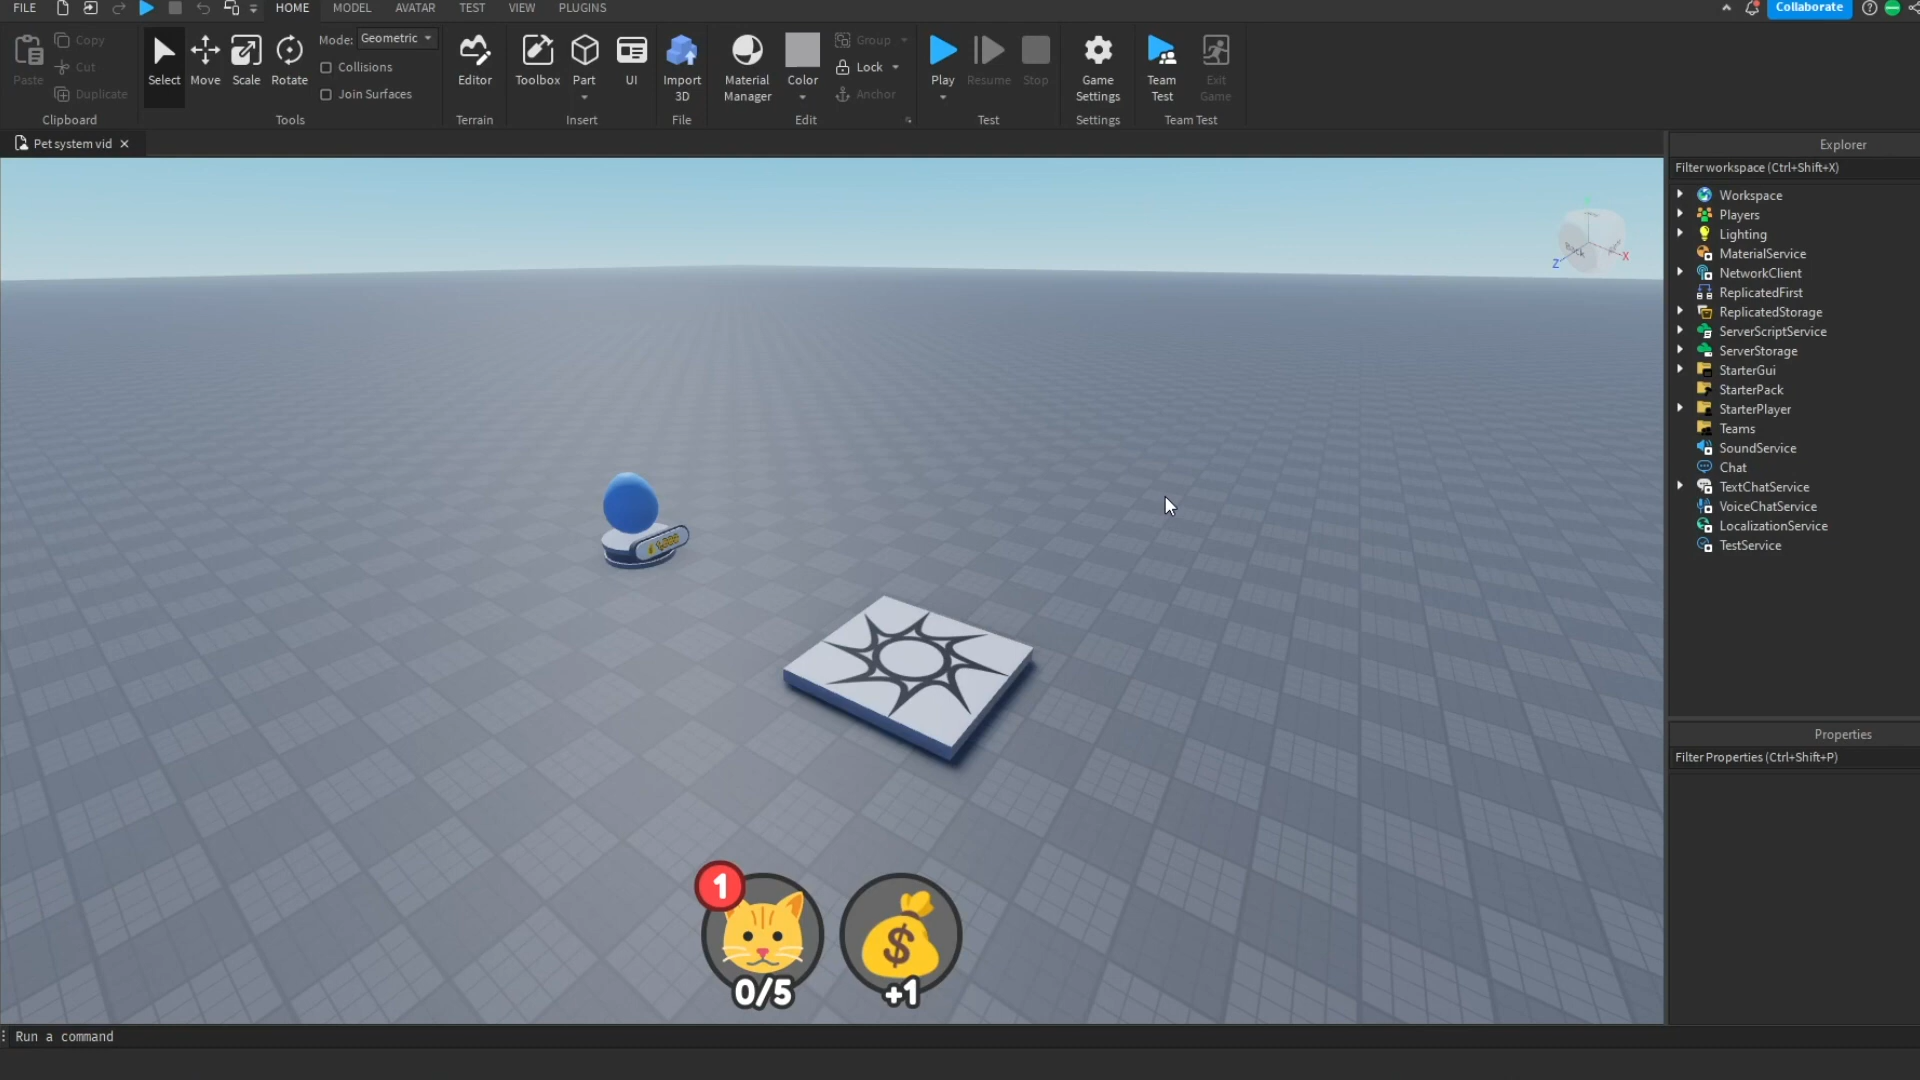 FILE HOME MODEL AVATAR TEST VIEW PLUGINS Collaborate
Paste
Copy
Cut
Duplicate
Clipboard
Select
Move
Scale
Rotate
Mode: Geometric
Collisions
Join Surfaces
Tools
Editor
Terrain
Toolbox
Part
UI
Insert
Import
3D
File
Material
Manager
Color
Group
Lock
Anchor
Edit
Play
Resume
Stop
Test
Game
Settings
Settings
Team
Test
Exit
Game
Team Test
Pet system vid
Explorer
Filter workspace (Ctrl+Shift+X)
Workspace
Players
Lighting
MaterialService
NetworkClient
ReplicatedFirst
ReplicatedStorage
ServerScriptService
ServerStorage
StarterGui
StarterPack
StarterPlayer
Teams
SoundService
Chat
TextChatService
VoiceChatService
LocalizationService
TestService
Z
X
Properties
Filter Properties (Ctrl+Shift+P)
1
$
0/5
+1
Run a command